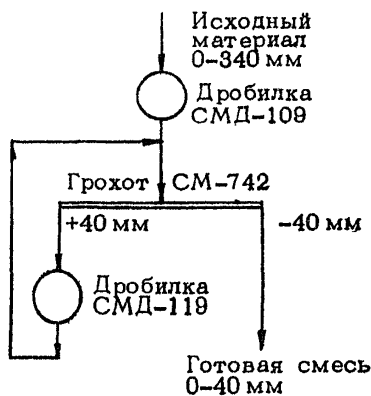 Исходный
материал
0-340 мм
Дробилка
СМД-109
Грохот СМ-742
+40 мм
-40 мм
Дробилка
СМД-119
Готовая смесь
0-40 мм